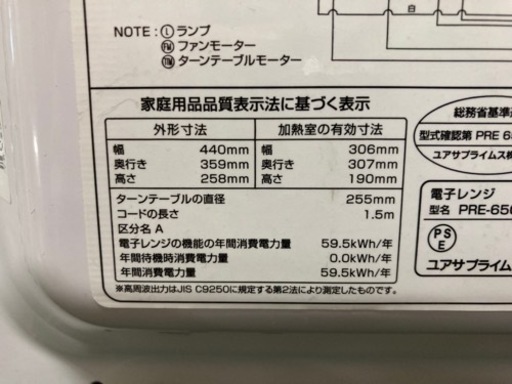 白
NOTE : Ⓛ ランプ
FM ファンモーター
TTM ターンテーブルモーター
家庭用品品質表示法に基づく表示
外形寸法 加熱室の有効寸法
幅 440mm 幅 306mm
奥行き 359mm 奥行き 307mm
高さ 258mm 高さ 190mm
ターンテーブルの直径 255mm
コードの長さ 1.5m
区分名 A
電子レンジの機能の年間消費電力量 59.5kWh/年
年間待機時消費電力量 0.0kWh/年
年間消費電力量 59.5kWh/年
※高周波出力はJIS C9250に規定する第2法により測定したものです。
総務省基準適
型式確認第 PRE 65
ユアサプライムス株
電子レンジ
型名 PRE-650
PS
E
ユアサプライム